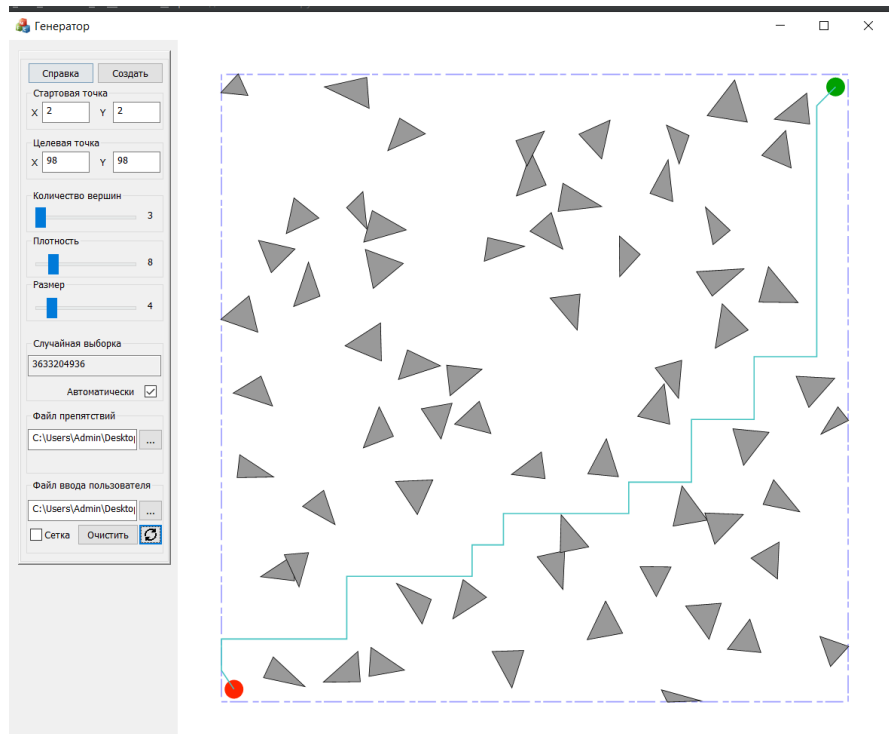 Генератор
Справка
Создать
Стартовая точка
X 2 Y 2
Целевая точка
X 98 Y 98
Количество вершин
3
Плотность
8
Размер
4
Случайная выборка
3633204936
Автоматически
Файл препятствий
C:\Users\Admin\Desktop
...
Файл ввода пользователя
C:\Users\Admin\Desktop
...
Сетка
Очистить